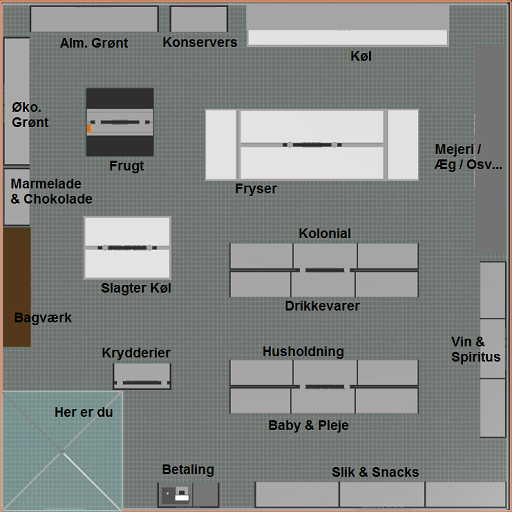 Alm. Grønt
Konservers
Køl
Øko.
Grønt
Frugt
Mejeri /
Æg / Osv...
Marmelade
& Chokolade
Fryser
Kolonial
Slagter Køl
Drikkevarer
Bagværk
Krydderier
Husholdning
Vin &
Spiritus
Her er du
Baby & Pleje
Betaling
Slik & Snacks